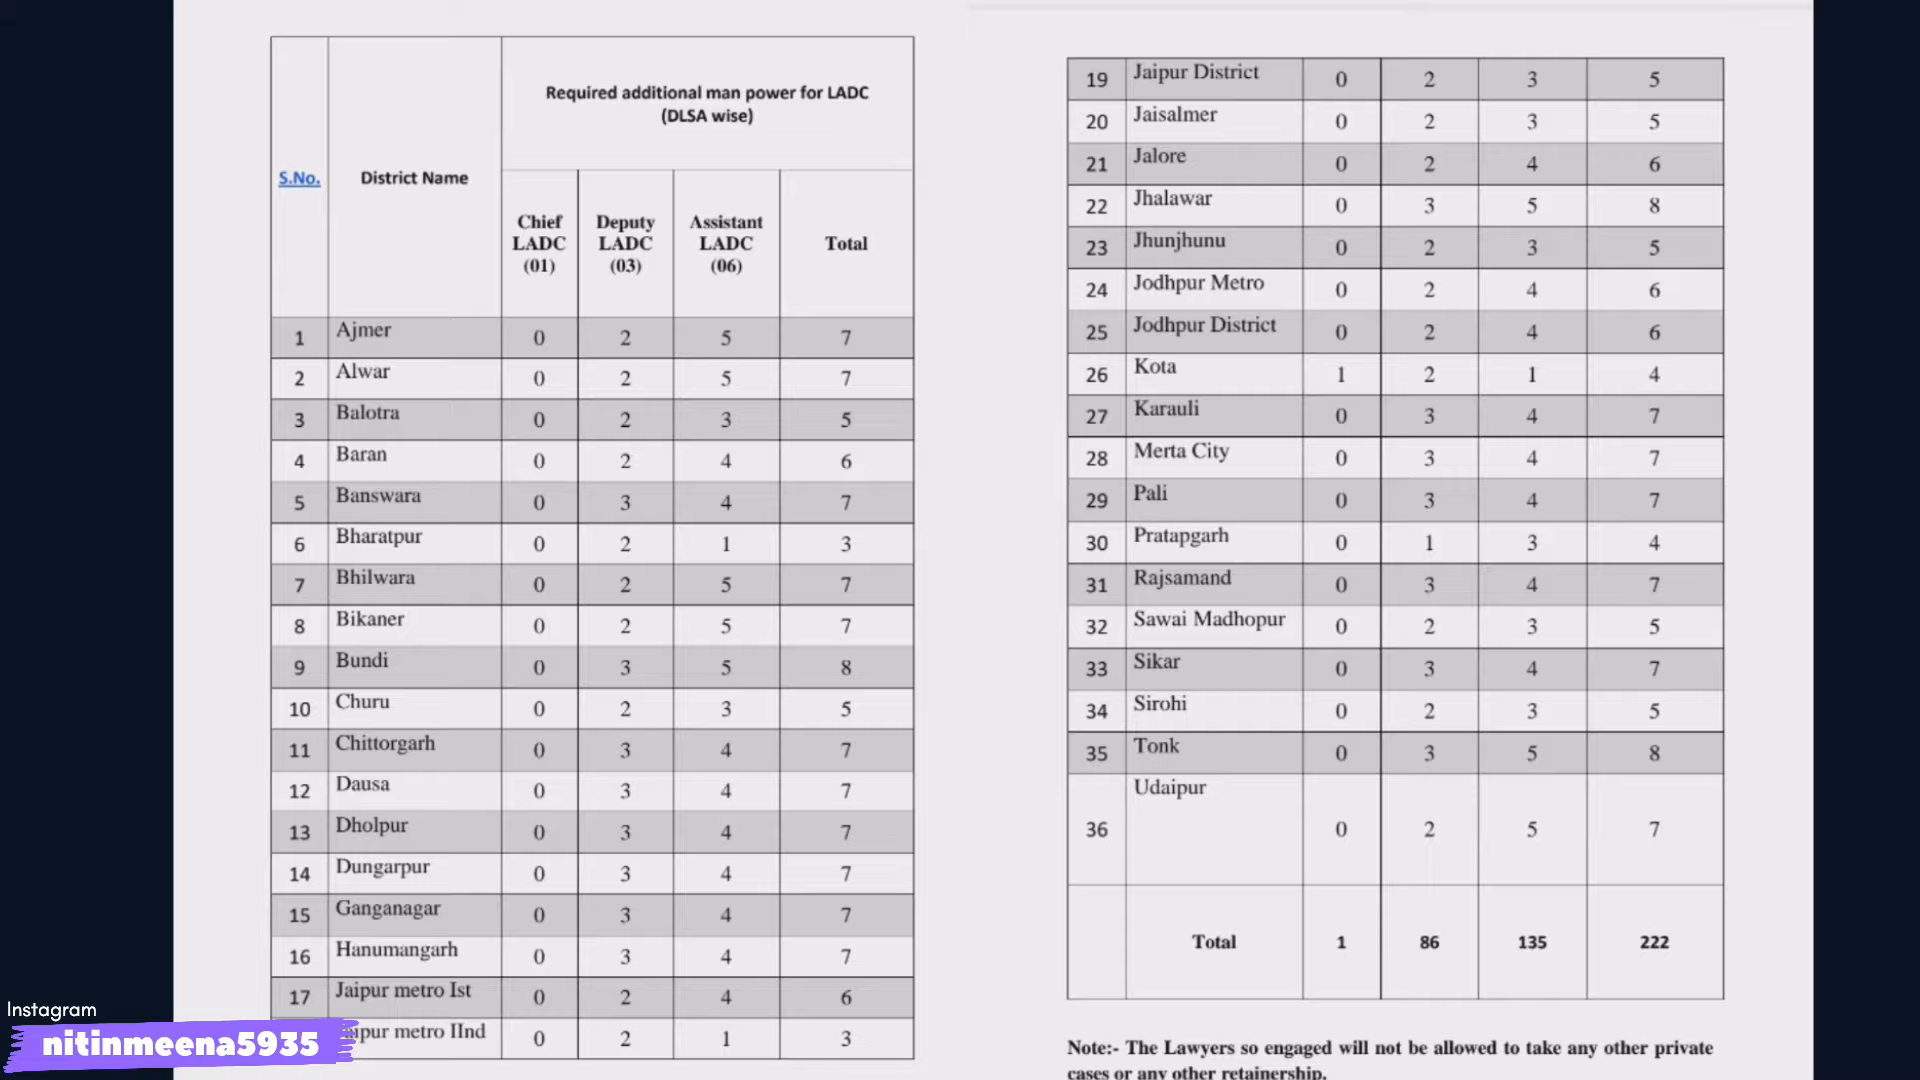 S.No. District Name Required additional man power for LADC
(DLSA wise)
Chief LADC (01) Deputy LADC (03) Assistant LADC (06) Total
1 Ajmer 0 2 5 7
2 Alwar 0 2 5 7
3 Balotra 0 2 3 5
4 Baran 0 2 4 6
5 Banswara 0 3 4 7
6 Bharatpur 0 2 1 3
7 Bhilwara 0 2 5 7
8 Bikaner 0 2 5 7
9 Bundi 0 3 5 8
10 Churu 0 2 3 5
11 Chittorgarh 0 3 4 7
12 Dausa 0 3 4 7
13 Dholpur 0 3 4 7
14 Dungarpur 0 3 4 7
15 Ganganagar 0 3 4 7
16 Hanumangarh 0 3 4 7
17 Jaipur metro Ist 0 2 4 6
metro IInd 0 2 1 3
19 Jaipur District 0 2 3 5
20 Jaisalmer 0 2 3 5
21 Jalore 0 2 4 6
22 Jhalawar 0 3 5 8
23 Jhunjhunu 0 2 3 5
24 Jodhpur Metro 0 2 4 6
25 Jodhpur District 0 2 4 6
26 Kota 1 2 1 4
27 Karauli 0 3 4 7
28 Merta City 0 3 4 7
29 Pali 0 3 4 7
30 Pratapgarh 0 1 3 4
31 Rajsamand 0 3 4 7
32 Sawai Madhopur 0 2 3 5
33 Sikar 0 3 4 7
34 Sirohi 0 2 3 5
35 Tonk 0 3 5 8
36 Udaipur 0 2 5 7
Total 1 86 135 222
Note:- The Lawyers so engaged will not be allowed to take any other private
cases or any other retainership.
Instagram
nitinmeena5935